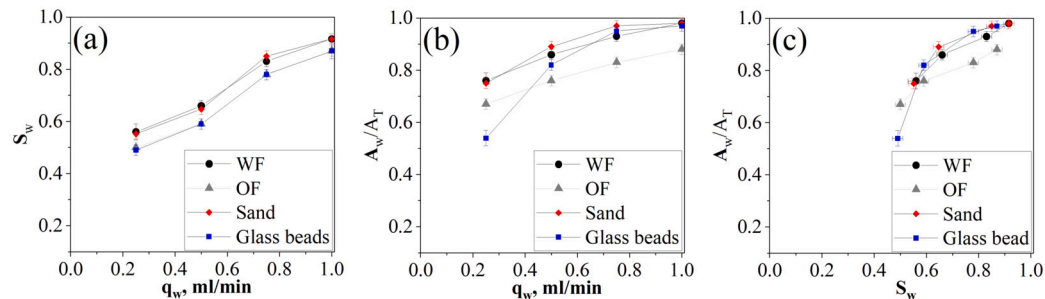 (a)
1.0
0.8
0.6
0.4
0.2
S_w
0.0 0.2 0.4 0.6 0.8 1.0
q_w, ml/min
WF
OF
Sand
Glass beads
(b)
1.0
0.8
0.6
0.4
0.2
A_w/A_T
0.0 0.2 0.4 0.6 0.8 1.0
q_w, ml/min
WF
OF
Sand
Glass beads
(c)
1.0
0.8
0.6
0.4
0.2
A_w/A_T
0.0 0.2 0.4 0.6 0.8 1.0
S_w
WF
OF
Sand
Glass bead